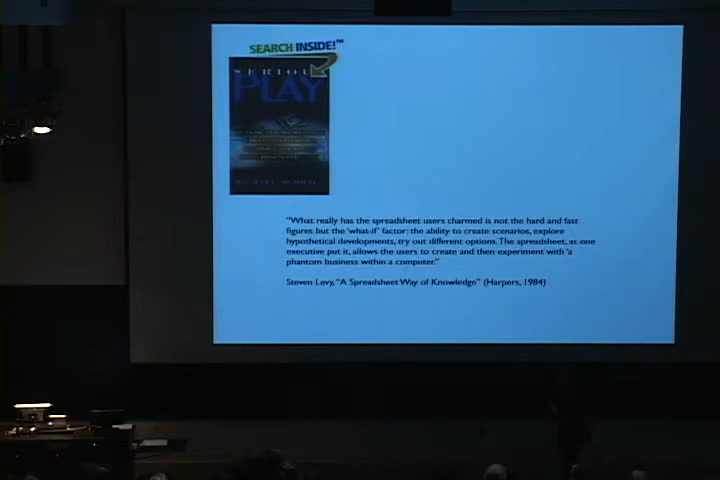 SEARCH INSIDE!™
SERIOUS
PLAY
“What really has the spreadsheet users charmed is not the hard and fast
figures but the ‘what-if’ factor: the ability to create scenarios, explore
hypothetical developments, try out different options. The spreadsheet, as one
executive put it, allows the users to create and then experiment with ‘a
phantom business within a computer.”
Steven Levy, “A Spreadsheet Way of Knowledge” (Harpers, 1984)